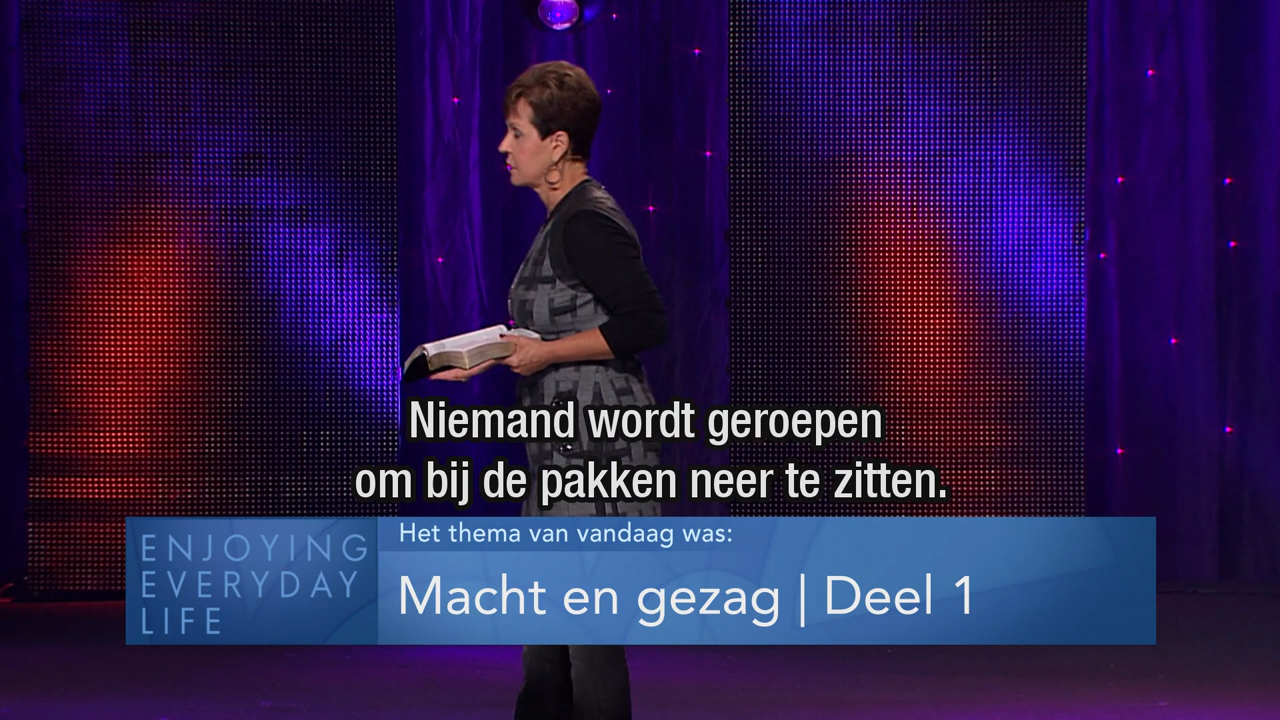 Niemand wordt geroepen
om bij de pakken neer te zitten.
Het thema van vandaag was:
ENJOYING
EVERYDAY
LIFE
Macht en gezag | Deel 1